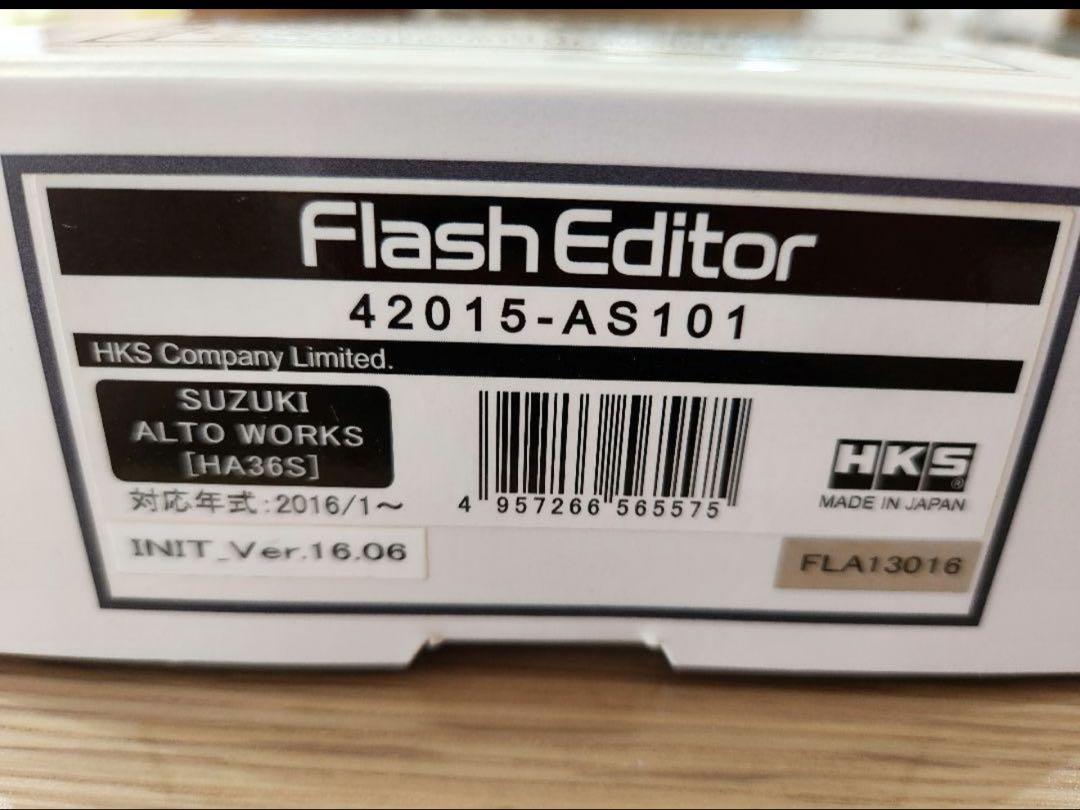 Flash Editor
42015-AS101
HKS Company Limited.
SUZUKI
ALTO WORKS
[HA36S]
対応年式:2016/1～
4 957266 565575
HKS®
MADE IN JAPAN
INIT_Ver.16.06
FLA13016